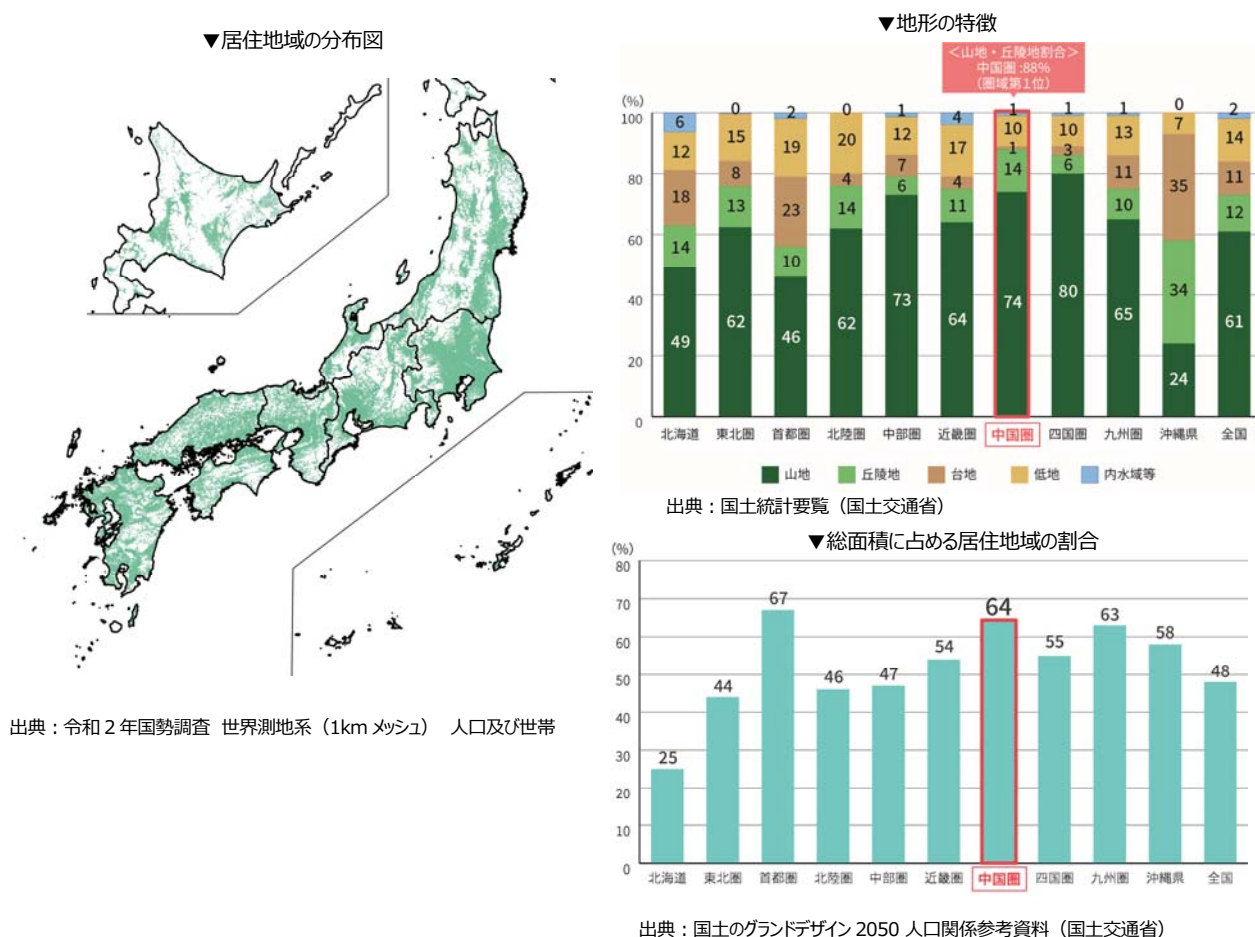 ▼居住地域の分布図
出典：令和2年国勢調査 世界測地系（1kmメッシュ） 人口及び世帯
▼地形の特徴
＜山地・丘陵地割合＞
中国圏:88%
（圏域第1位）
(%)
100
80
60
40
20
0
6 0 2 0 1 4 1 1 1 0 2
12 15 19 20 12 17 10 10 13 7 14
18 8 23 4 7 4 1 3 11 35 11
14 13 10 14 6 11 14 6 10 34 12
49 62 46 62 73 64 74 80 65 24 61
北海道 東北圏 首都圏 北陸圏 中部圏 近畿圏 中国圏 四国圏 九州圏 沖縄県 全国
山地 丘陵地 台地 低地 内水域等
出典：国土統計要覧（国土交通省）
▼総面積に占める居住地域の割合
(%)
80
70
60
50
40
30
20
10
0
25 44 67 46 47 54 64 55 63 58 48
北海道 東北圏 首都圏 北陸圏 中部圏 近畿圏 中国圏 四国圏 九州圏 沖縄県 全国
出典：国土のグランドデザイン2050 人口関係参考資料（国土交通省）